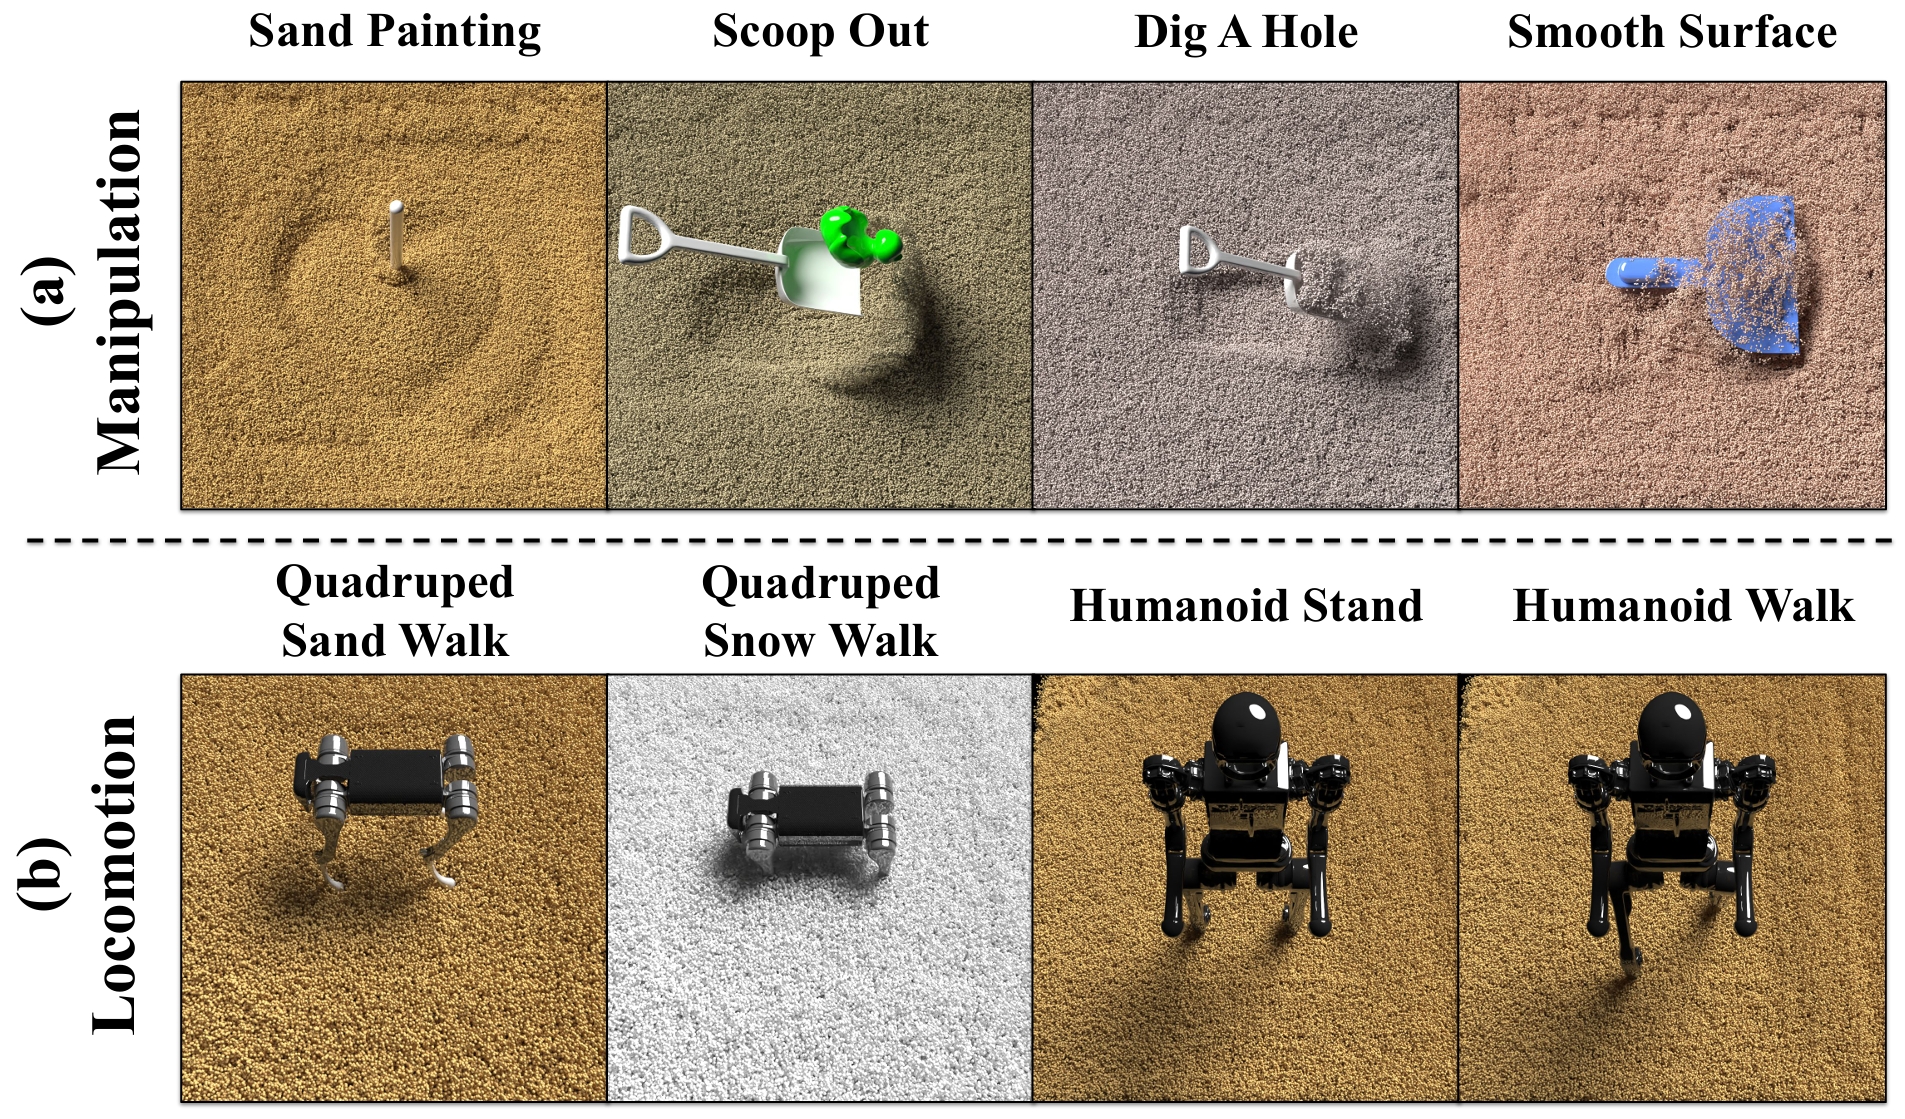 Sand Painting
Scoop Out
Dig A Hole
Smooth Surface
(a)
Manipulation
Quadruped
Sand Walk
Quadruped
Snow Walk
Humanoid Stand
Humanoid Walk
(b)
Locomotion